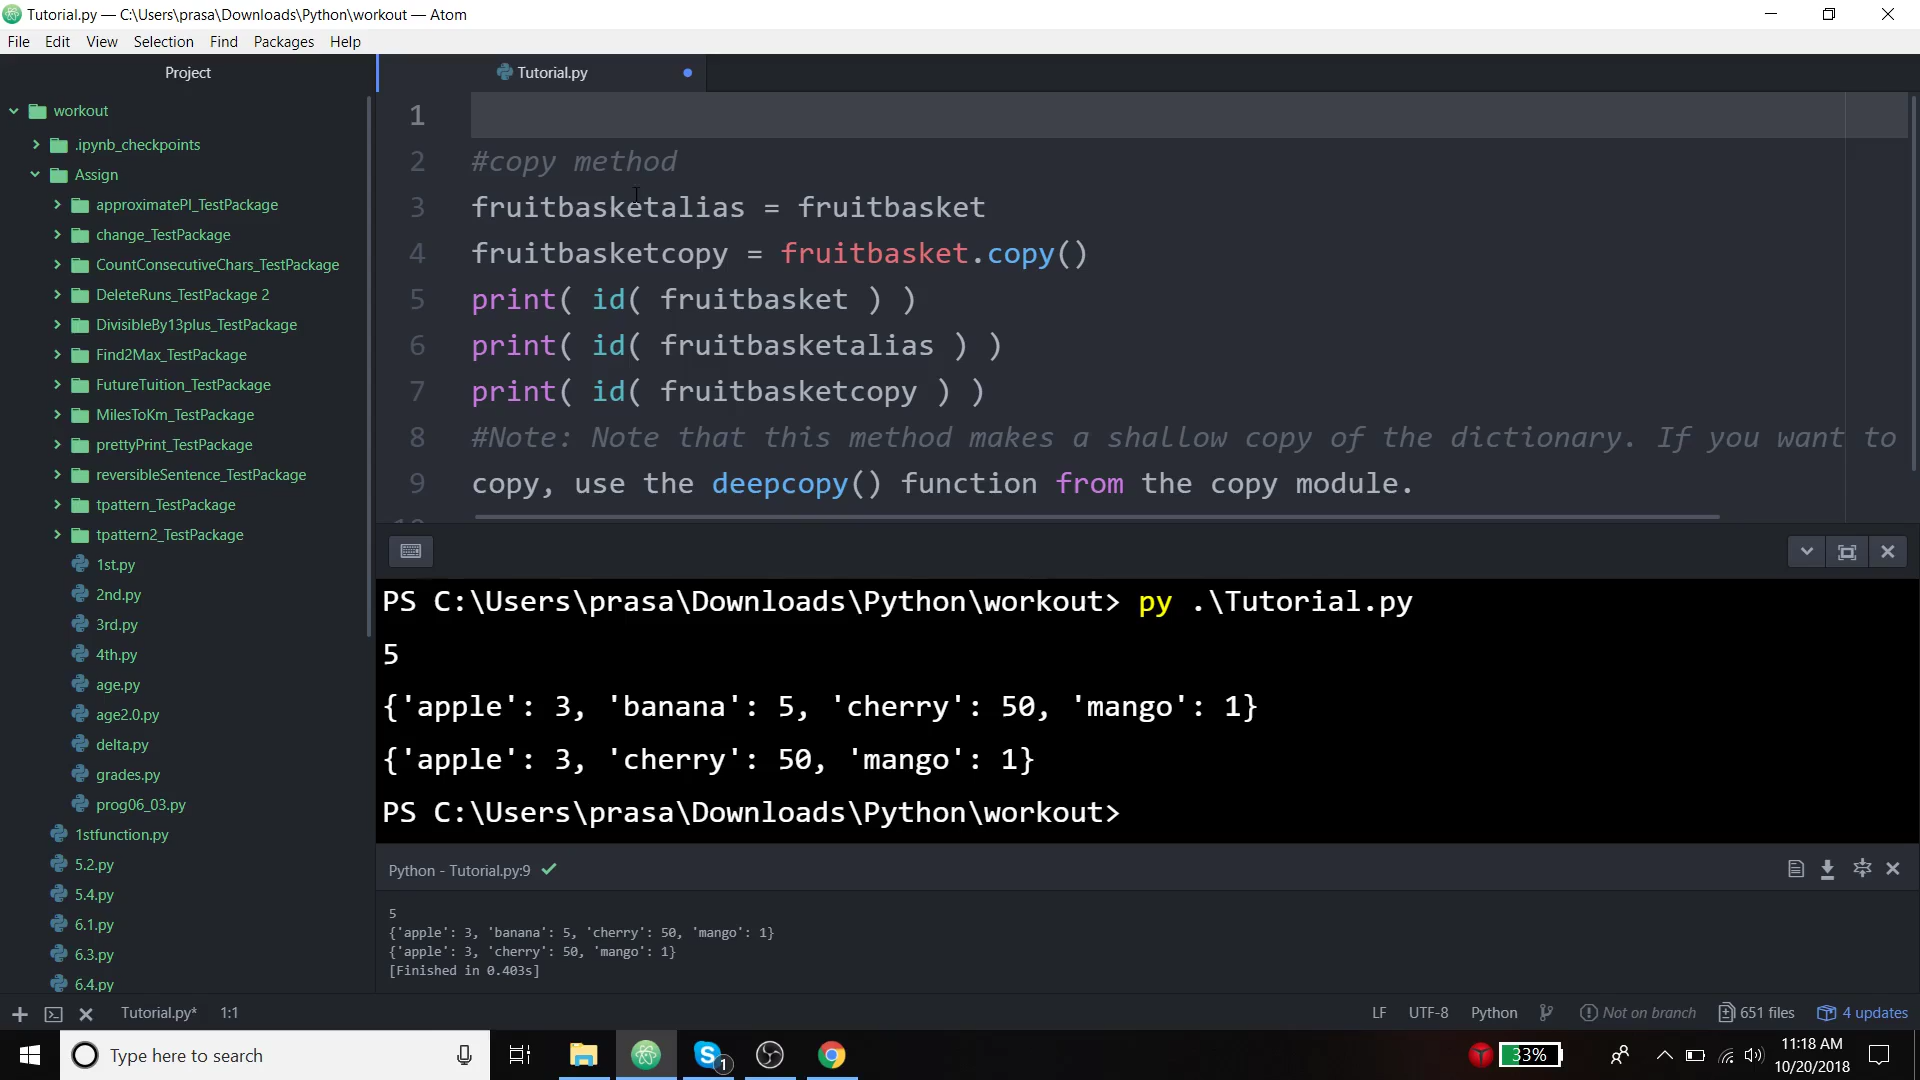 Tutorial.py — C:\Users\prasa\Downloads\Python\workout — Atom
File Edit View Selection Find Packages Help
Project
Tutorial.py
workout
.ipynb_checkpoints
Assign
approximatePI_TestPackage
change_TestPackage
CountConsecutiveChars_TestPackage
DeleteRuns_TestPackage 2
DivisibleBy13plus_TestPackage
Find2Max_TestPackage
FutureTuition_TestPackage
MilesToKm_TestPackage
prettyPrint_TestPackage
reversibleSentence_TestPackage
tpattern_TestPackage
tpattern2_TestPackage
1st.py
2nd.py
3rd.py
4th.py
age.py
age2.0.py
delta.py
grades.py
prog06_03.py
1stfunction.py
5.2.py
5.4.py
6.1.py
6.3.py
6.4.py
1
2 #copy method
3 fruitbasketalias = fruitbasket
4 fruitbasketcopy = fruitbasket.copy()
5 print( id( fruitbasket ) )
6 print( id( fruitbasketalias ) )
7 print( id( fruitbasketcopy ) )
8 #Note: Note that this method makes a shallow copy of the dictionary. If you want to
9 copy, use the deepcopy() function from the copy module.
PS C:\Users\prasa\Downloads\Python\workout> py .\Tutorial.py
5
{'apple': 3, 'banana': 5, 'cherry': 50, 'mango': 1}
{'apple': 3, 'cherry': 50, 'mango': 1}
PS C:\Users\prasa\Downloads\Python\workout>
Python - Tutorial.py:9
5
{'apple': 3, 'banana': 5, 'cherry': 50, 'mango': 1}
{'apple': 3, 'cherry': 50, 'mango': 1}
[Finished in 0.403s]
Tutorial.py* 1:1 LF UTF-8 Python Not on branch 651 files 4 updates
Type here to search 1 33% 11:18 AM
10/20/2018